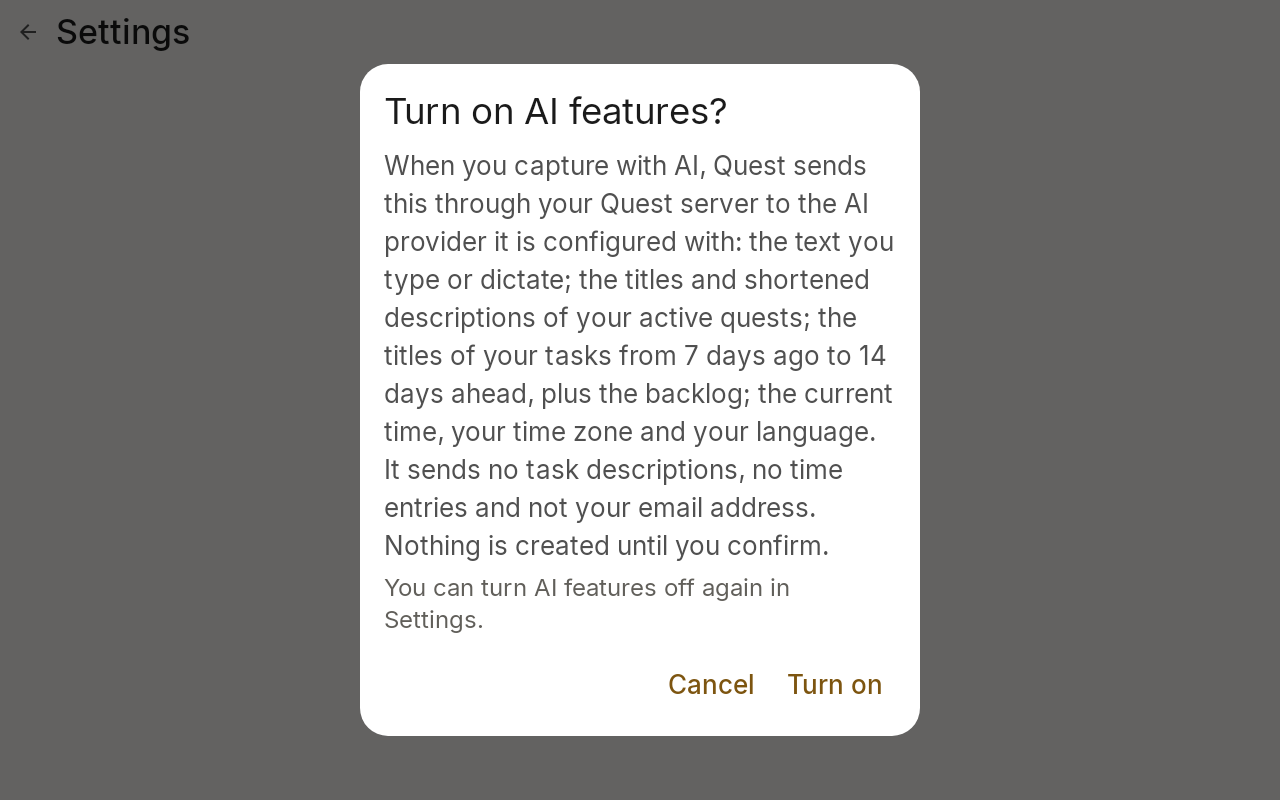 Settings
Turn on AI features?
When you capture with AI, Quest sends
this through your Quest server to the AI
provider it is configured with: the text you
type or dictate; the titles and shortened
descriptions of your active quests; the
titles of your tasks from 7 days ago to 14
days ahead, plus the backlog; the current
time, your time zone and your language.
It sends no task descriptions, no time
entries and not your email address.
Nothing is created until you confirm.
You can turn AI features off again in
Settings.
Cancel Turn on